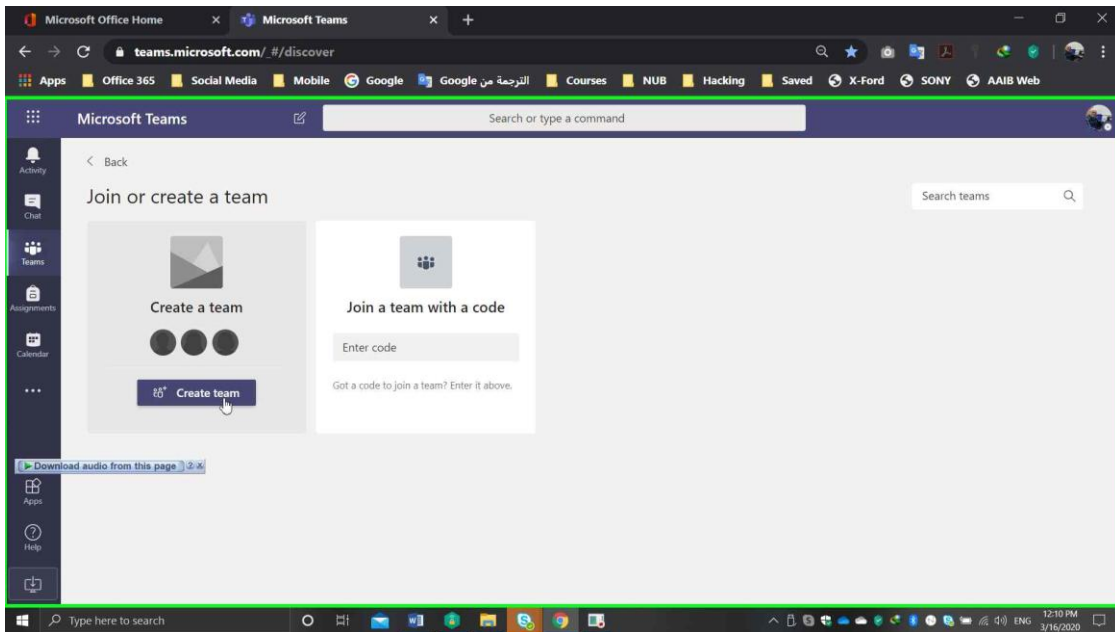 Microsoft Office Home
Microsoft Teams
teams.microsoft.com/_#/discover
Apps Office 365 Social Media Mobile Google Google الترجمة من Courses NUB Hacking Saved X-Ford SONY AAIB Web
Microsoft Teams
Search or type a command
Activity
Chat
Teams
Assignments
Calendar
Back
Join or create a team
Search teams
Create a team
Create team
Join a team with a code
Enter code
Got a code to join a team? Enter it above.
Download audio from this page
Apps
Help
Type here to search
ENG
12:10 PM
3/16/2020